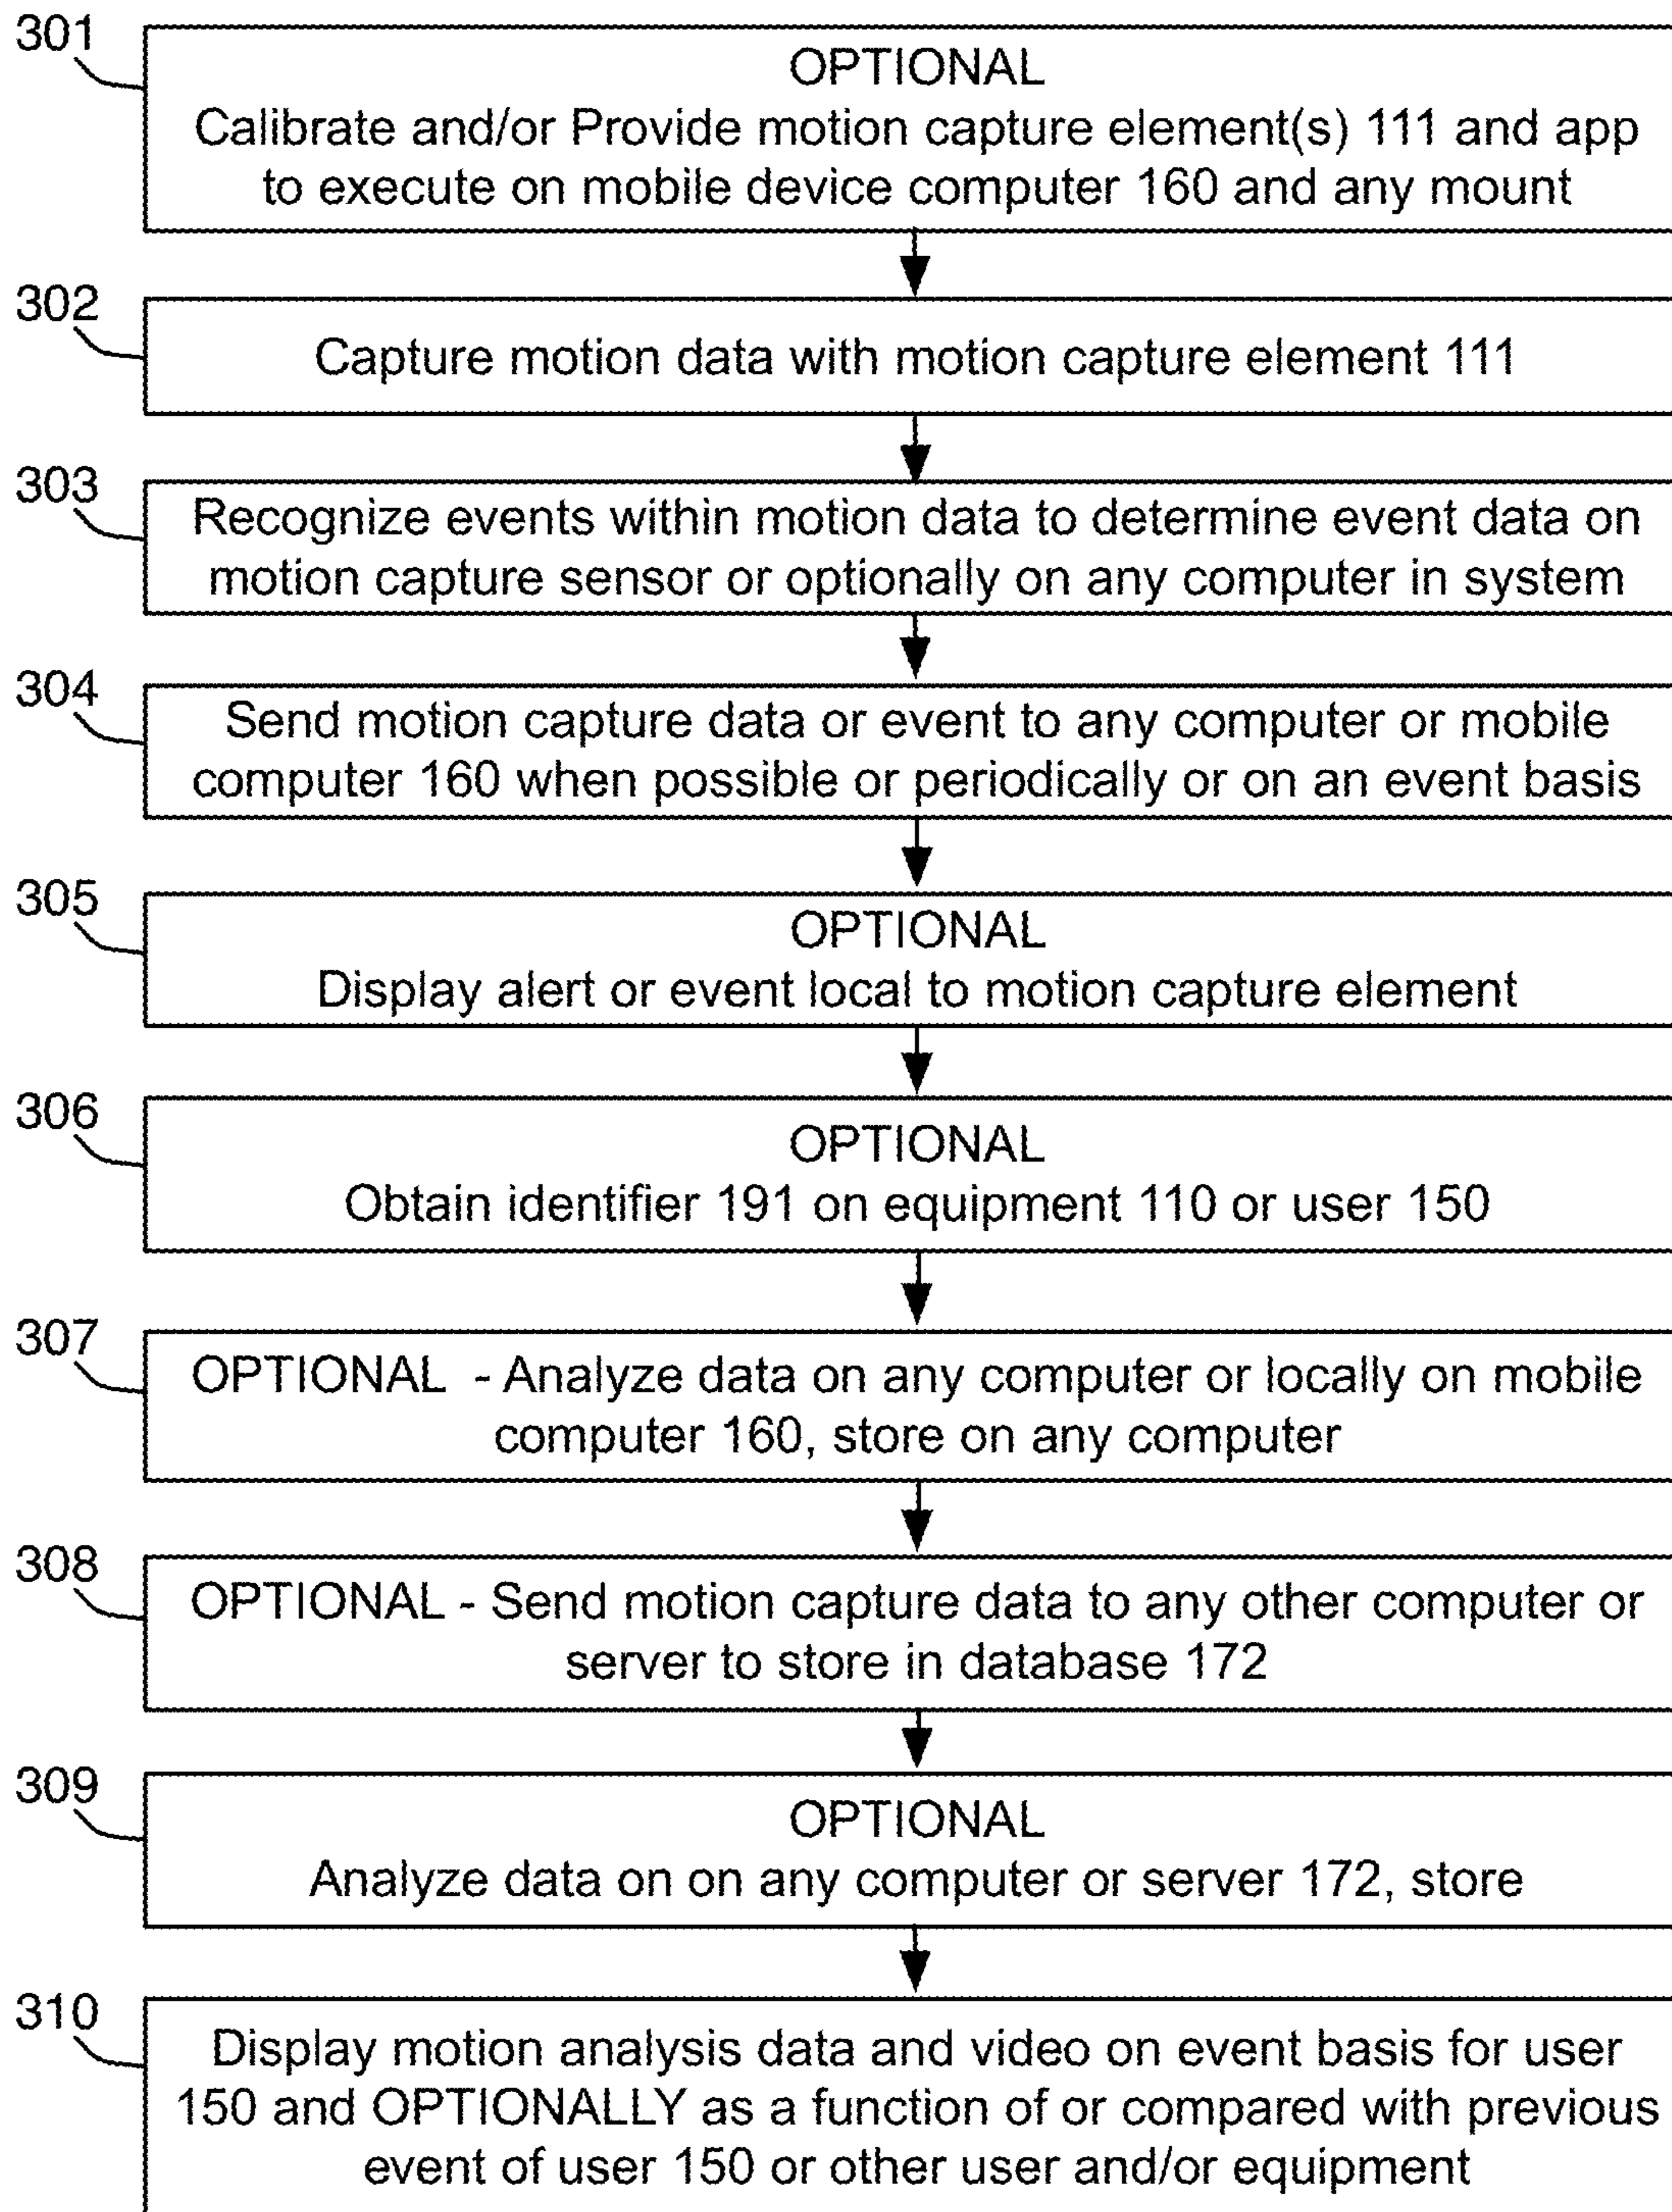 301
OPTIONAL
Calibrate and/or Provide motion capture element(s) 111 and app
to execute on mobile device computer 160 and any mount
302
Capture motion data with motion capture element 111
303
Recognize events within motion data to determine event data on
motion capture sensor or optionally on any computer in system
304
Send motion capture data or event to any computer or mobile
computer 160 when possible or periodically or on an event basis
305
OPTIONAL
Display alert or event local to motion capture element
306
OPTIONAL
Obtain identifier 191 on equipment 110 or user 150
307
OPTIONAL - Analyze data on any computer or locally on mobile
computer 160, store on any computer
308
OPTIONAL - Send motion capture data to any other computer or
server to store in database 172
309
OPTIONAL
Analyze data on on any computer or server 172, store
310
Display motion analysis data and video on event basis for user
150 and OPTIONALLY as a function of or compared with previous
event of user 150 or other user and/or equipment